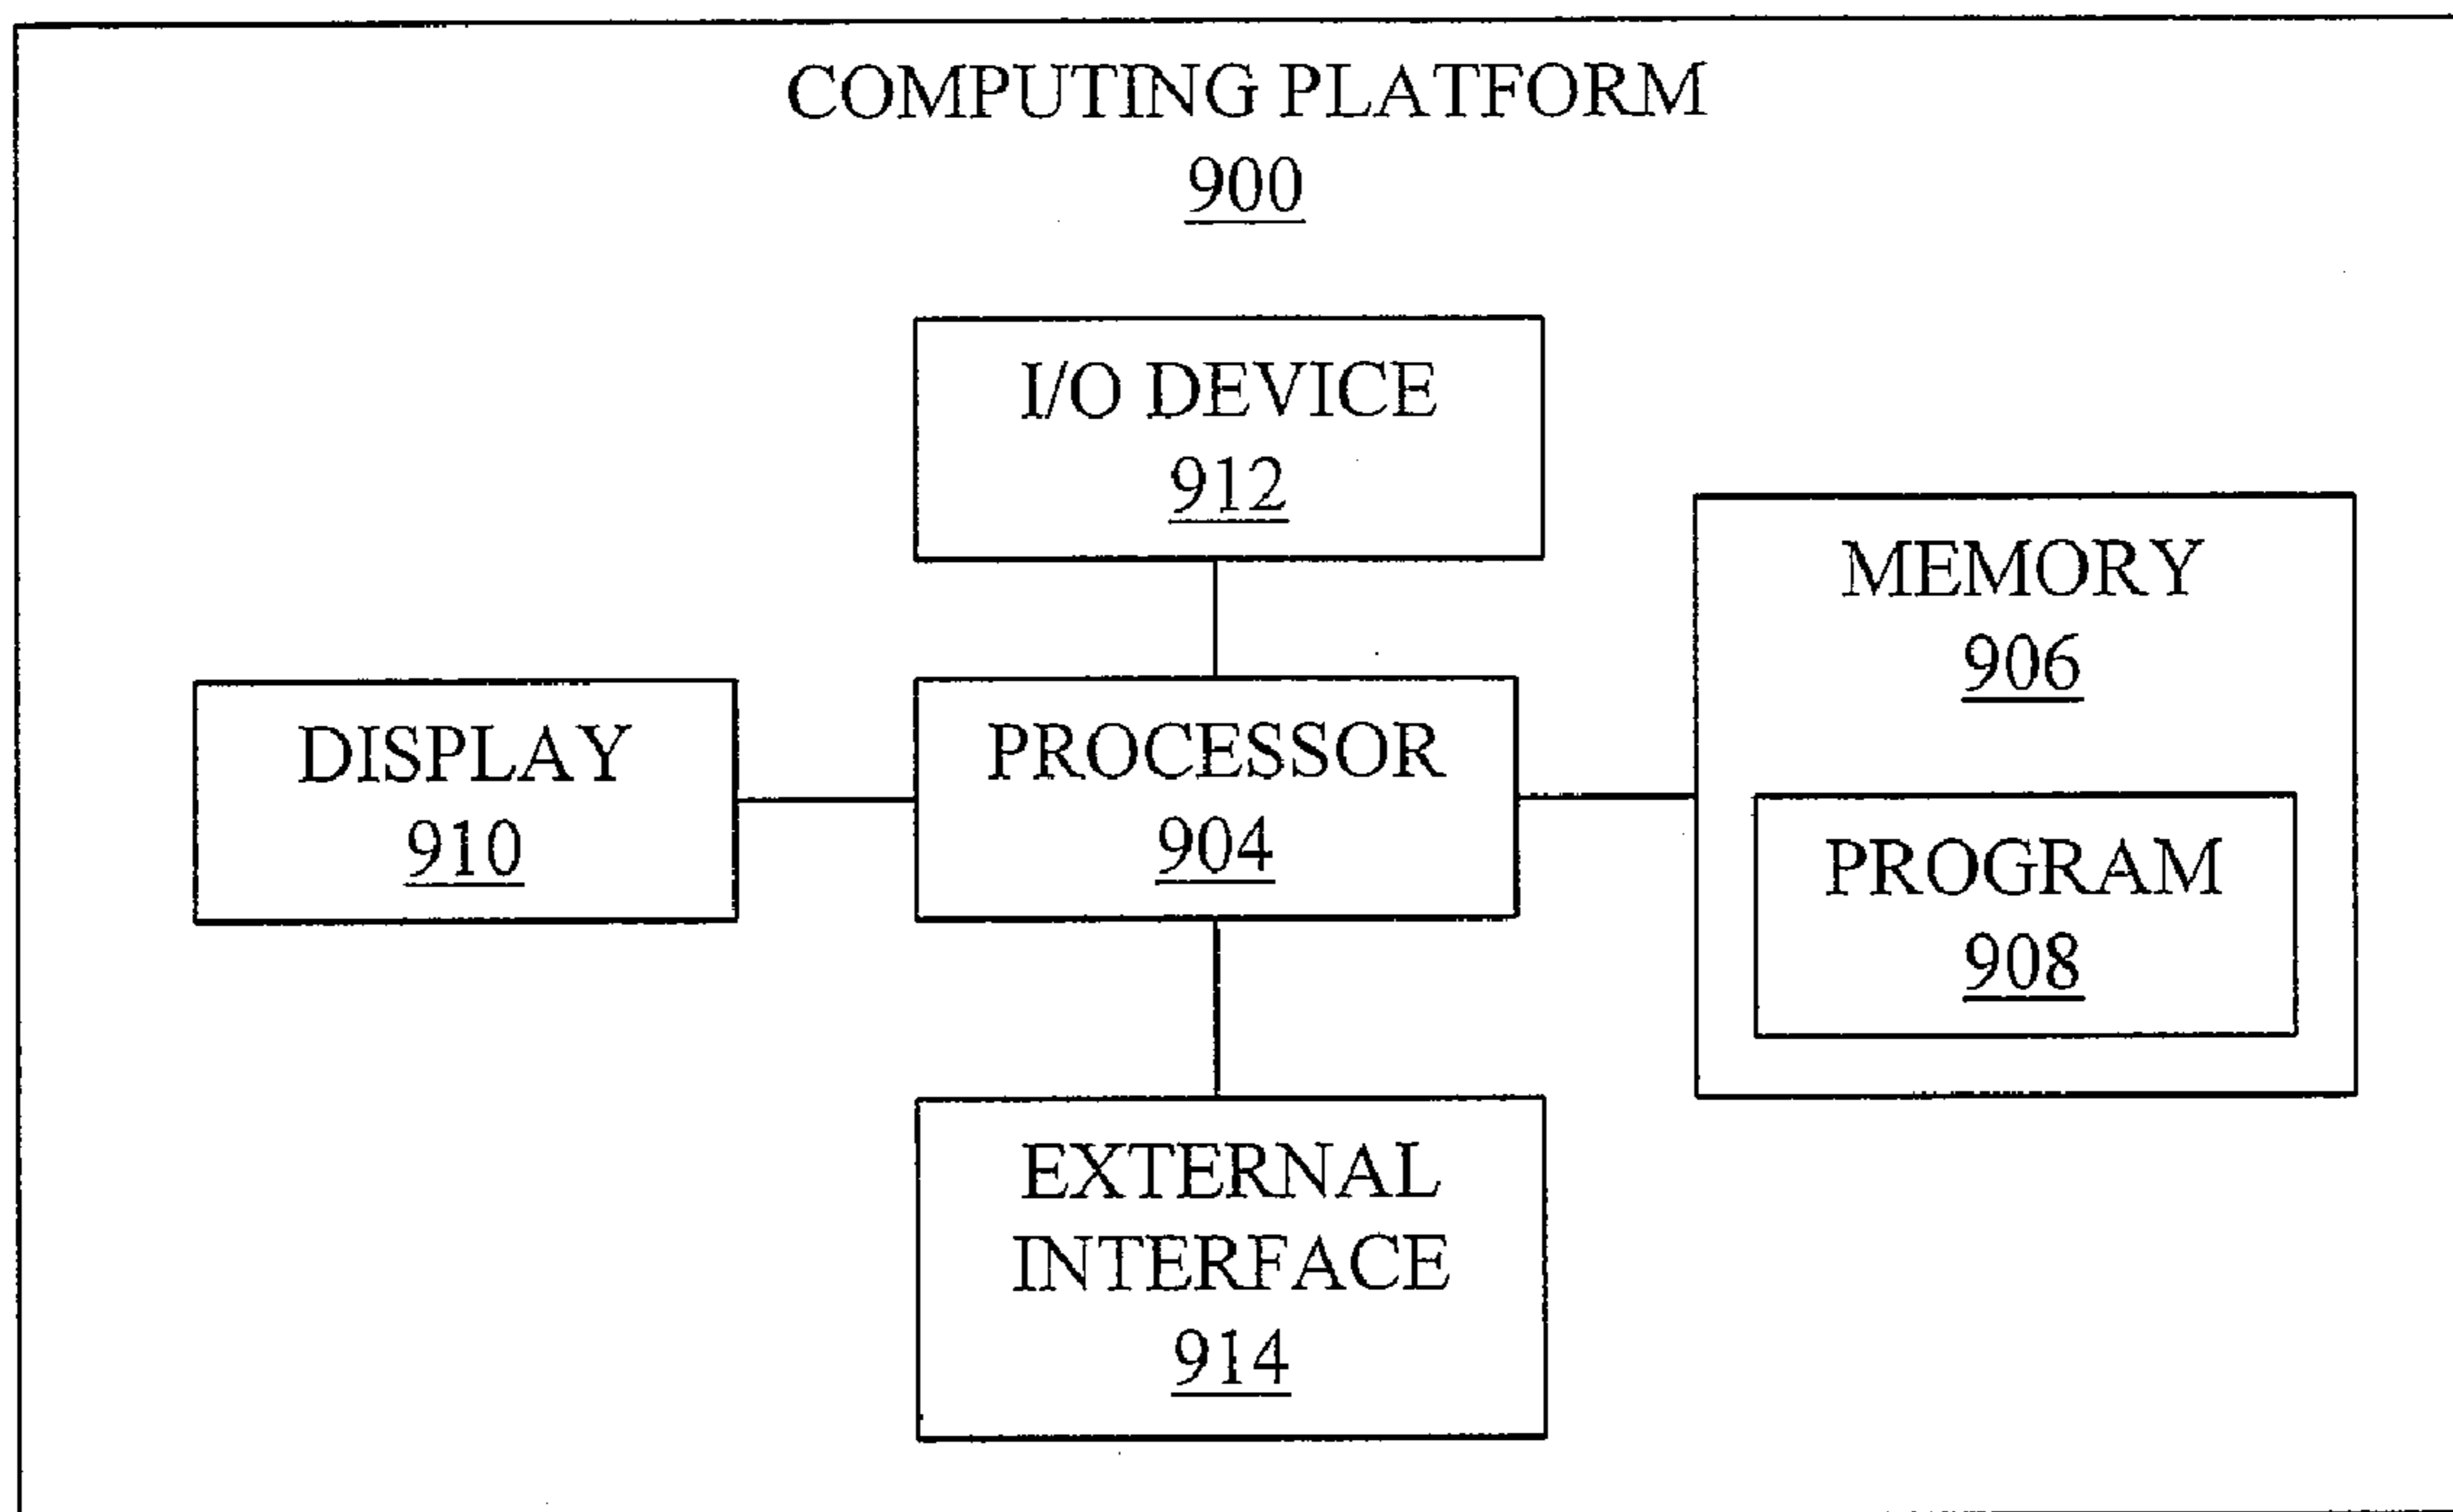 COMPUTING PLATFORM
900
I/O DEVICE
912
MEMORY
906
DISPLAY
910
PROCESSOR
904
PROGRAM
908
EXTERNAL
INTERFACE
914